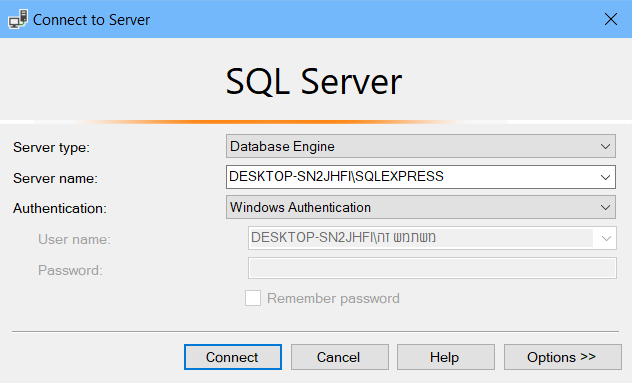 Connect to Server
SQL Server
Server type: Database Engine
Server name: DESKTOP-SN2JHFI\SQLEXPRESS
Authentication: Windows Authentication
User name: DESKTOP-SN2JHFI\משתמש זה
Password:
Remember password
Connect Cancel Help Options >>